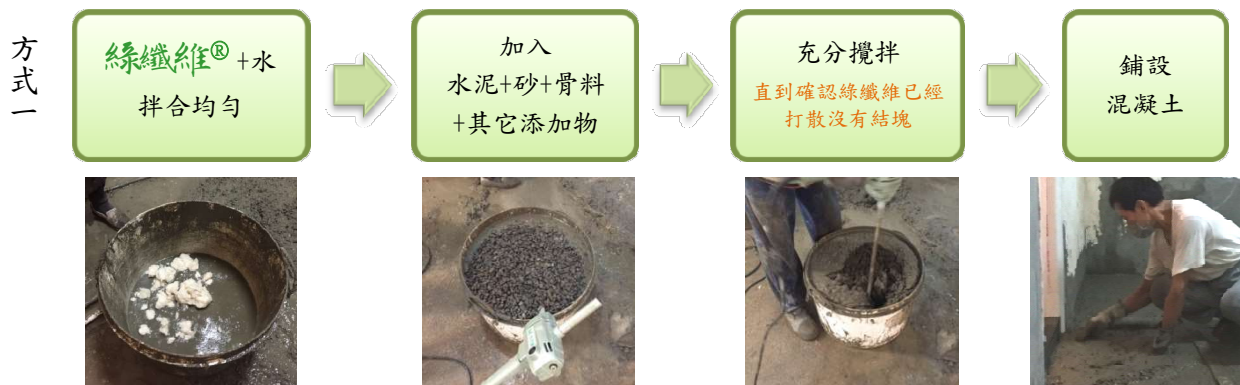 方式一
綠纖維® +水
拌合均勻
加入
水泥+砂+骨料
+其它添加物
充分攪拌
直到確認綠纖維已經
打散沒有結塊
鋪設
混凝土